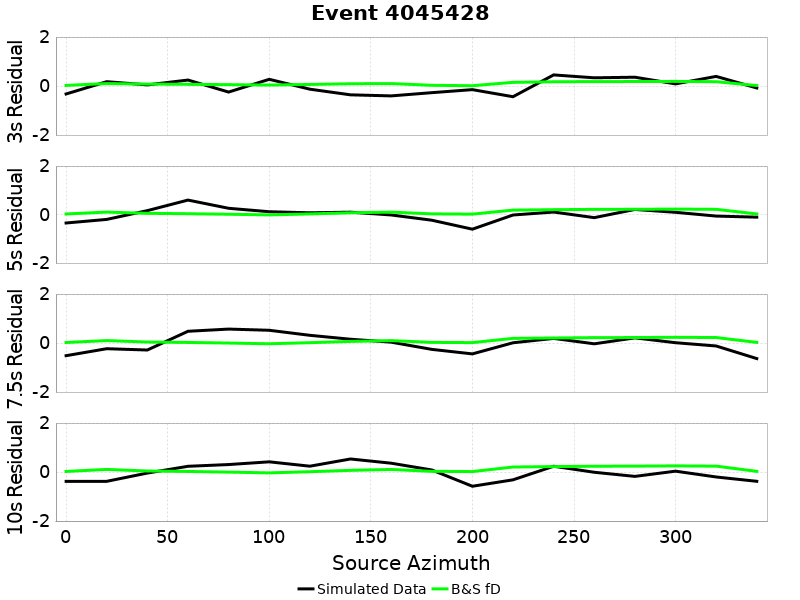 Event 4045428
3s Residual
2
0
-2
5s Residual
2
0
-2
7.5s Residual
2
0
-2
10s Residual
2
0
-2
0 50 100 150 200 250 300
Source Azimuth
Simulated Data B&S fD